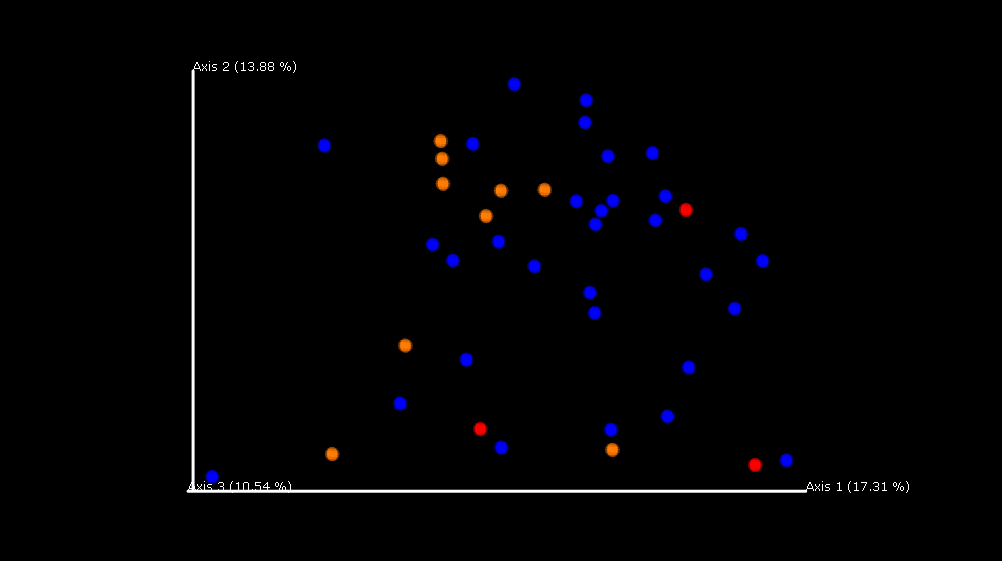 Axis 2 (13.88 %)
Axis 3 (10.54 %)
Axis 1 (17.31 %)